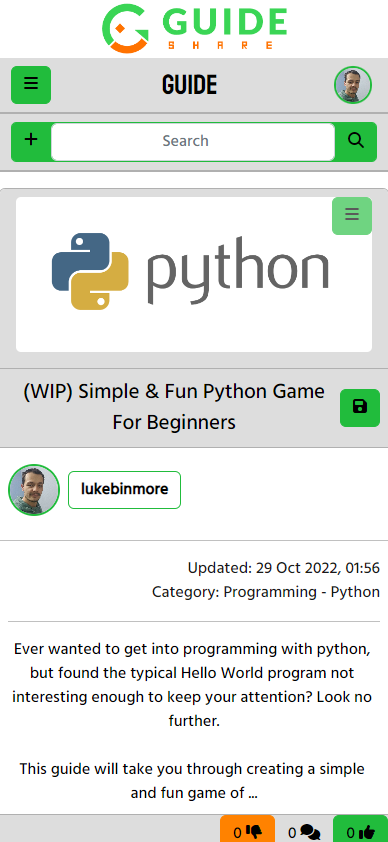 GUIDE
SHARE
GUIDE
Search
python
(WIP) Simple & Fun Python Game
For Beginners
lukebinmore
Updated: 29 Oct 2022, 01:56
Category: Programming - Python
Ever wanted to get into programming with python,
but found the typical Hello World program not
interesting enough to keep your attention? Look no
further.
This guide will take you through creating a simple
and fun game of ...
0 0 0